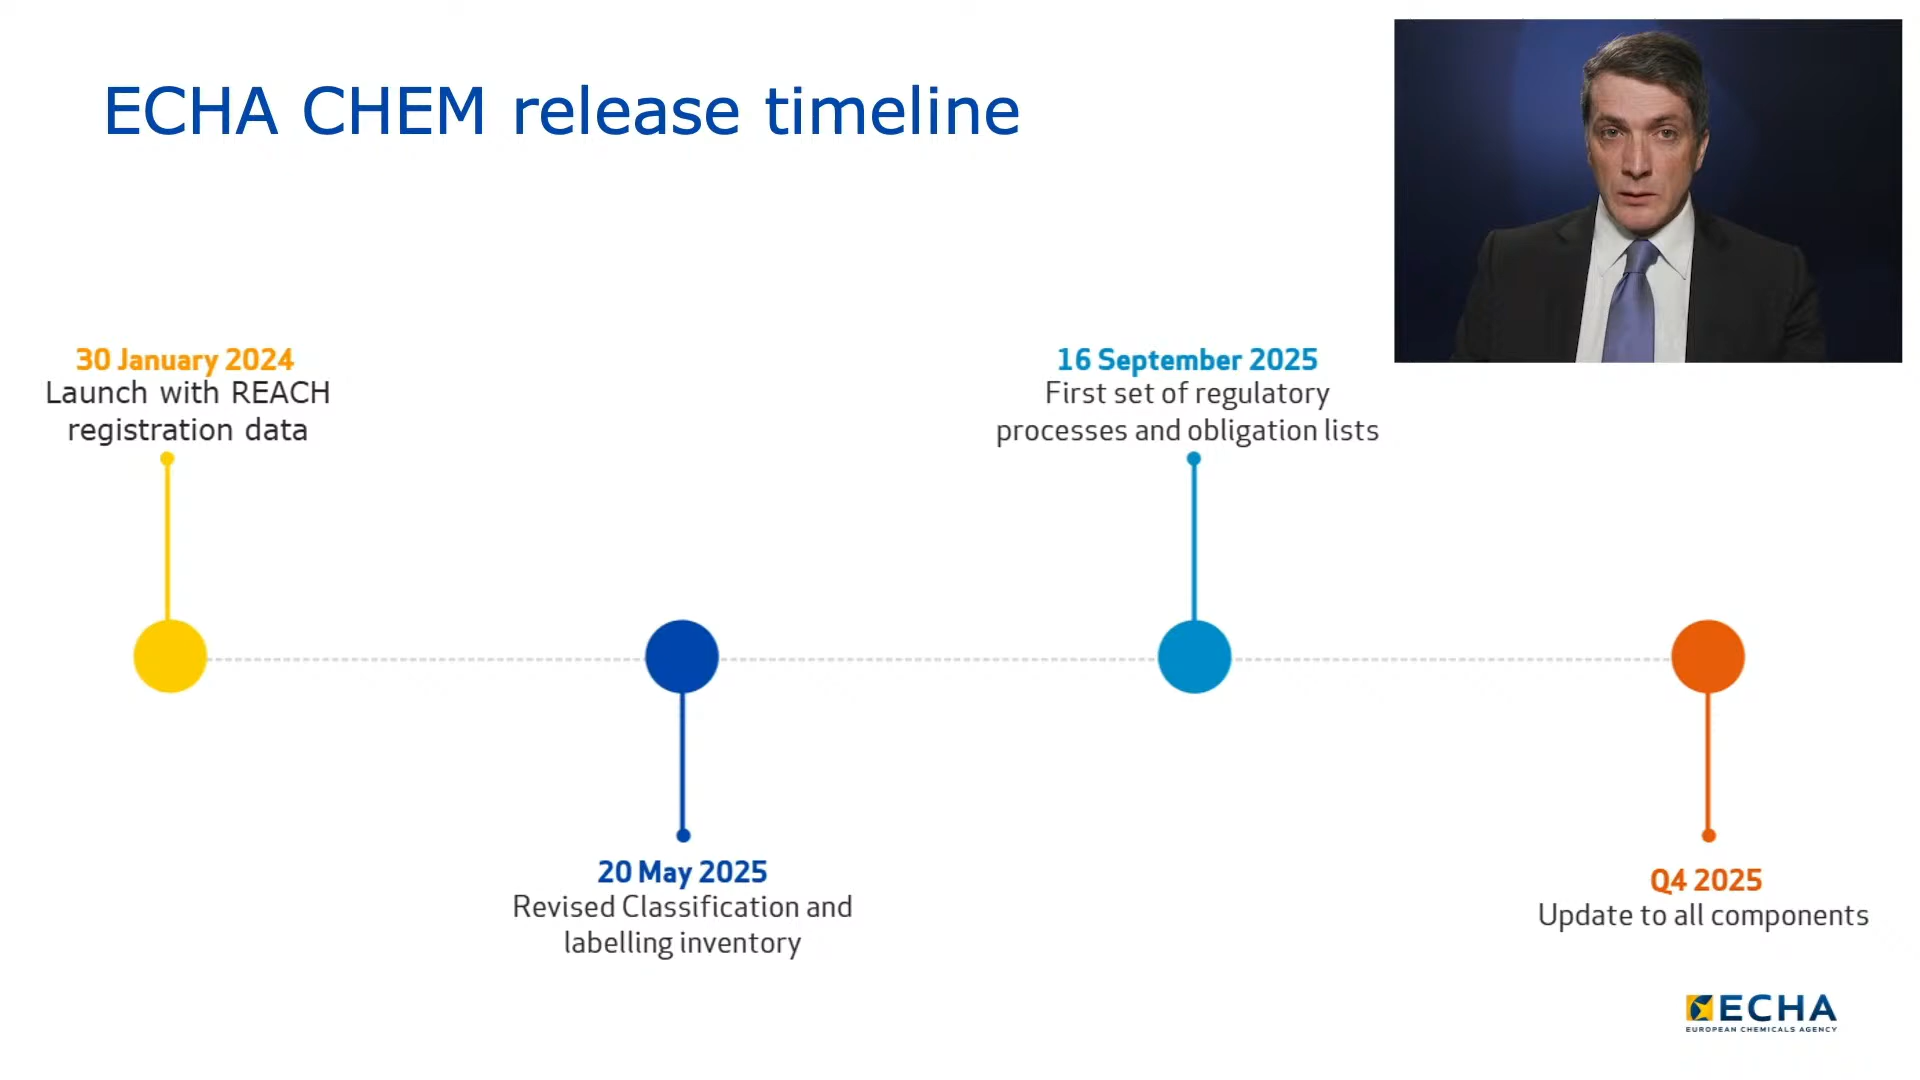 ECHA CHEM release timeline
30 January 2024
Launch with REACH
registration data
16 September 2025
First set of regulatory
processes and obligation lists
20 May 2025
Revised Classification and
labelling inventory
Q4 2025
Update to all components
ECHA
EUROPEAN CHEMICALS AGENCY